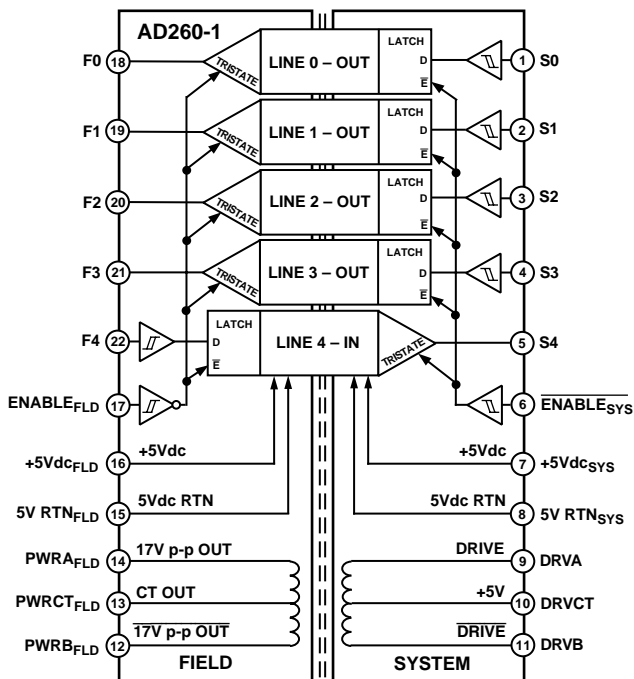 AD260-1
F0 18 TRISTATE LINE 0 – OUT LATCH D E̅ 1 S0
F1 19 TRISTATE LINE 1 – OUT LATCH D E̅ 2 S1
F2 20 TRISTATE LINE 2 – OUT LATCH D E̅ 3 S2
F3 21 TRISTATE LINE 3 – OUT LATCH D E̅ 4 S3
F4 22 LATCH D E̅ LINE 4 – IN TRISTATE 5 S4
ENABLEFLD 17 6 E̅N̅A̅B̅L̅E̅SYS
+5VdcFLD 16 +5Vdc +5Vdc 7 +5VdcSYS
5V RTNFLD 15 5Vdc RTN 5Vdc RTN 8 5V RTNSYS
PWRAFLD 14 17V p-p OUT DRIVE 9 DRVA
PWRCTFLD 13 CT OUT +5V 10 DRVCT
PWRBFLD 12 1̅7̅V̅ p̅-̅p̅ O̅U̅T̅ D̅R̅I̅V̅E̅ 11 DRVB
FIELD SYSTEM